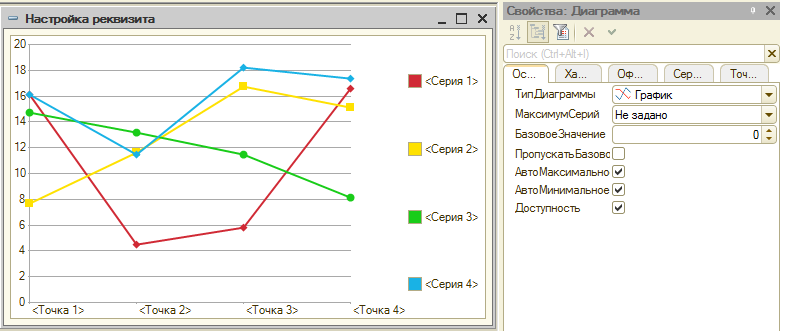 Настройка реквизита
20
18
16
14
12
10
8
6
4
2
0
<Точка 1>
<Точка 2>
<Точка 3>
<Точка 4>
<Серия 1>
<Серия 2>
<Серия 3>
<Серия 4>
Свойства: Диаграмма
Поиск (Ctrl+Alt+I)
Ос... Ха... Оф... Сер... Точ...
ТипДиаграммы График
МаксимумСерий Не задано
БазовоеЗначение 0
ПропускатьБазовс
АвтоМаксимально
АвтоМинимальное
Доступность